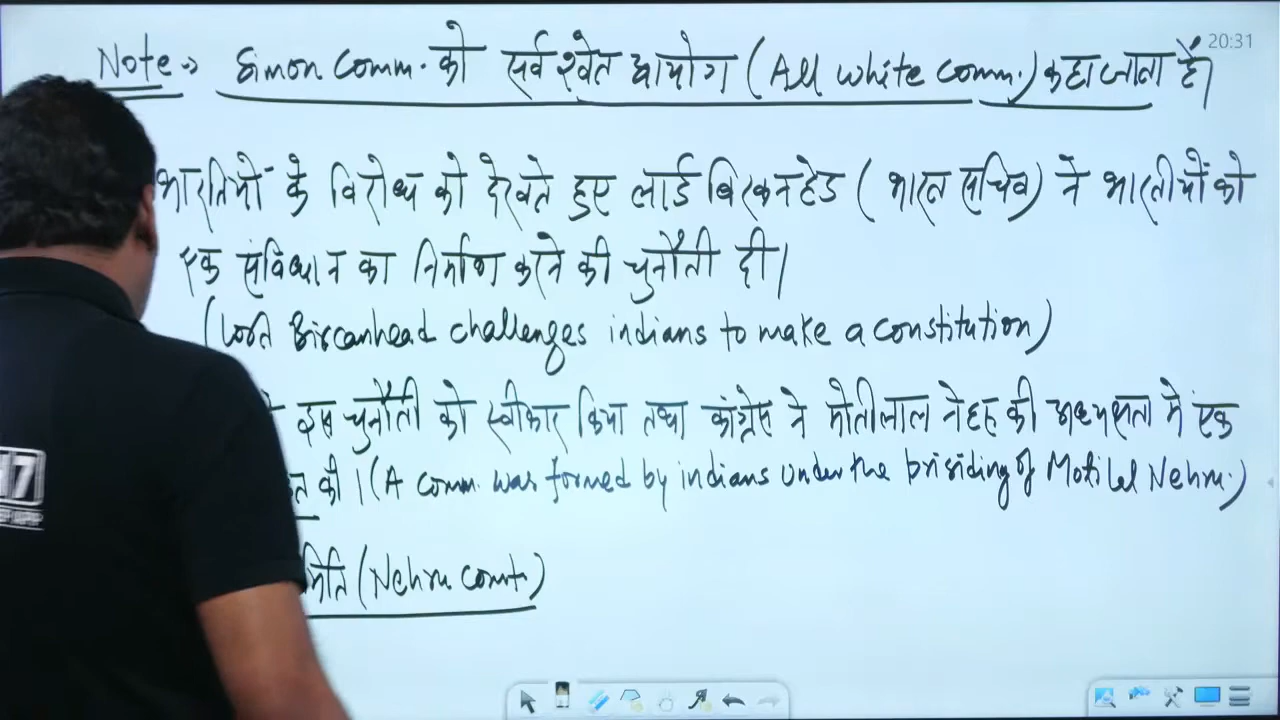 Note → Simon Comm. को सर्व श्वेत आयोग (All white comm.) कहा जाता है। 20:31
भारतियों के विरोध को देखते हुए लार्ड बिरकनहेड (भारत सचिव) ने भारतीयों को
एक संविधान का निर्माण करने की चुनौती दी।
(Lord Bircanhead challenges indians to make a constitution)
इस चुनौती को स्वीकार किया तथा कांग्रेस ने मोतीलाल नेहरू की अध्यक्षता में एक
की। (A comm. was formed by indians under the brisiding of Motilal Nehru.)
(Nehru comt.)
17